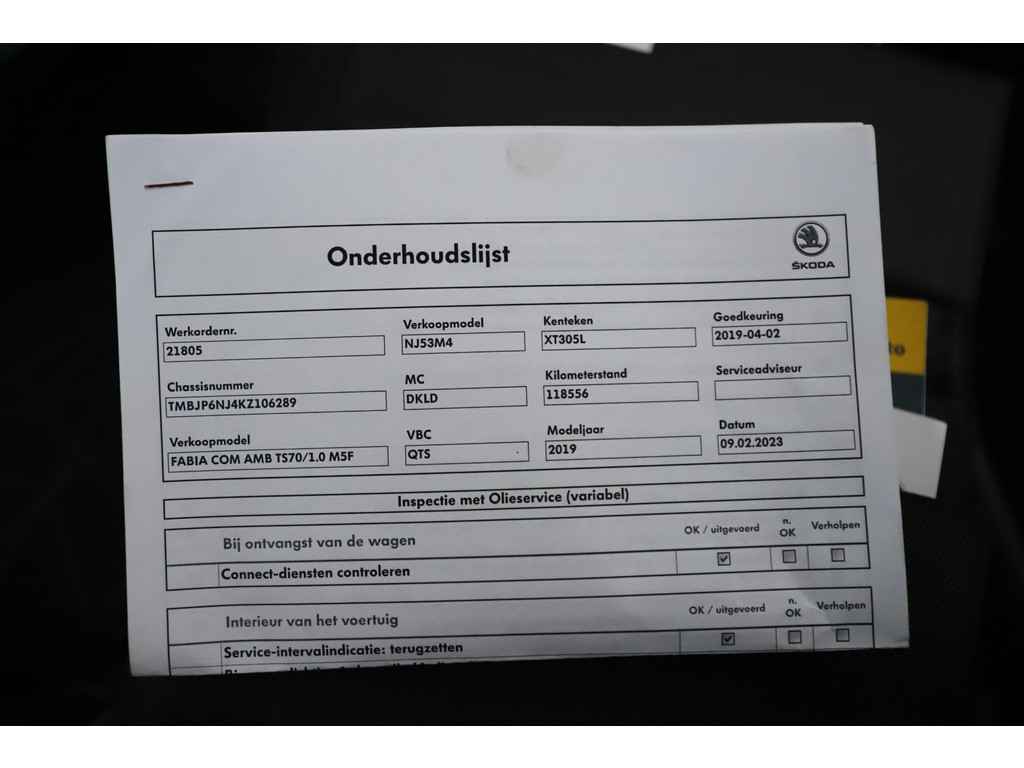 Onderhoudslijst
ŠKODA
Werkordernr. Verkoopmodel Kenteken Goedkeuring
21805 NJ53M4 XT305L 2019-04-02
Chassisnummer MC Kilometerstand Serviceadviseur
TMBJP6NJ4KZ106289 DKLD 118556
Verkoopmodel VBC Modeljaar Datum
FABIA COM AMB TS70/1.0 M5F QTS 2019 09.02.2023
Inspectie met Olieservice (variabel)
Bij ontvangst van de wagen OK / uitgevoerd n. OK Verholpen
Connect-diensten controleren
Interieur van het voertuig OK / uitgevoerd n. OK Verholpen
Service-intervalindicatie: terugzetten